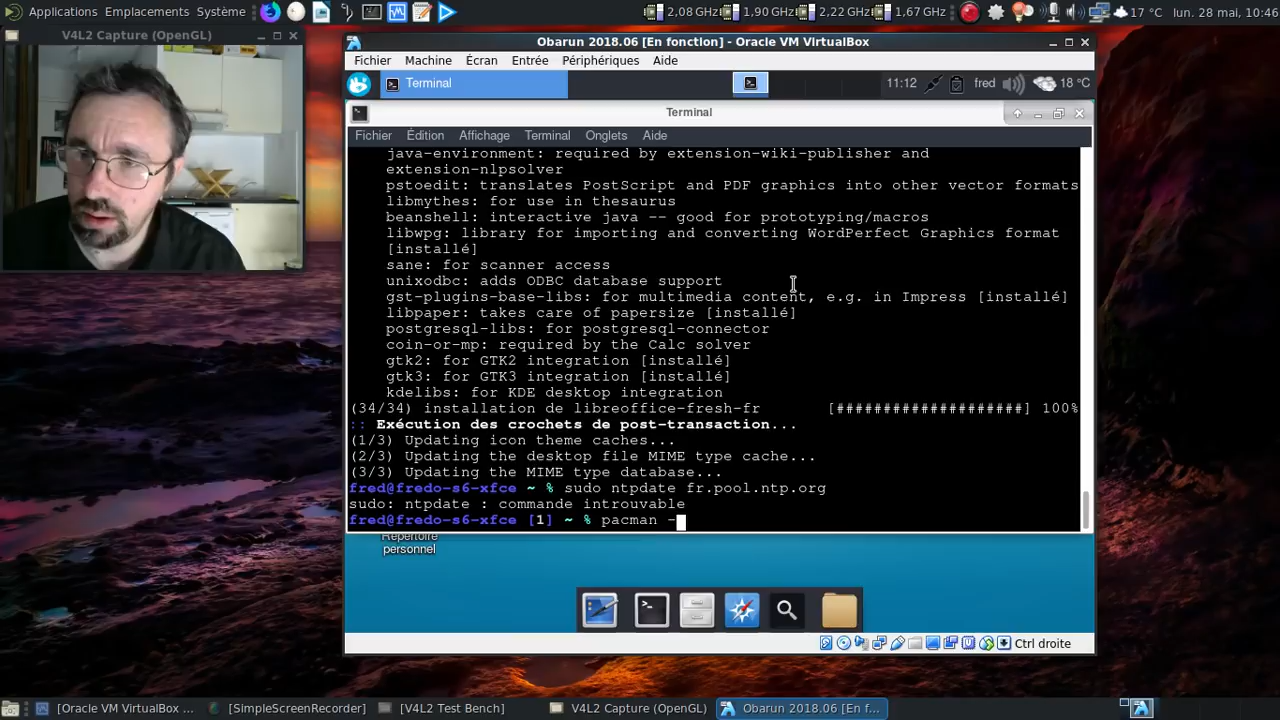 Applications Emplacements Système
2,08 GHz 1,90 GHz 2,22 GHz 1,67 GHz 17 °C lun. 28 mai, 10:46
V4L2 Capture (OpenGL)
Obarun 2018.06 [En fonction] - Oracle VM VirtualBox
Fichier Machine Écran Entrée Périphériques Aide
Terminal 11:12 fred 18 °C
Terminal
Fichier Édition Affichage Terminal Onglets Aide
java-environment: required by extension-wiki-publisher and
extension-nlpsolver
pstoedit: translates PostScript and PDF graphics into other vector formats
libmythes: for use in thesaurus
beanshell: interactive java -- good for prototyping/macros
libwpg: library for importing and converting WordPerfect Graphics format
[installé]
sane: for scanner access
unixodbc: adds ODBC database support
gst-plugins-base-libs: for multimedia content, e.g. in Impress [installé]
libpaper: takes care of papersize [installé]
postgresql-libs: for postgresql-connector
coin-or-mp: required by the Calc solver
gtk2: for GTK2 integration [installé]
gtk3: for GTK3 integration [installé]
kdelibs: for KDE desktop integration
(34/34) installation de libreoffice-fresh-fr [###################] 100%
:: Exécution des crochets de post-transaction...
(1/3) Updating icon theme caches...
(2/3) Updating the desktop file MIME type cache...
(3/3) Updating the MIME type database...
fred@fredo-s6-xfce ~ % sudo ntpdate fr.pool.ntp.org
sudo: ntpdate : commande introuvable
fred@fredo-s6-xfce [1] ~ % pacman -
Répertoire
personnel
Ctrl droite
[Oracle VM VirtualBox ... [SimpleScreenRecorder] [V4L2 Test Bench] V4L2 Capture (OpenGL) Obarun 2018.06 [En f...